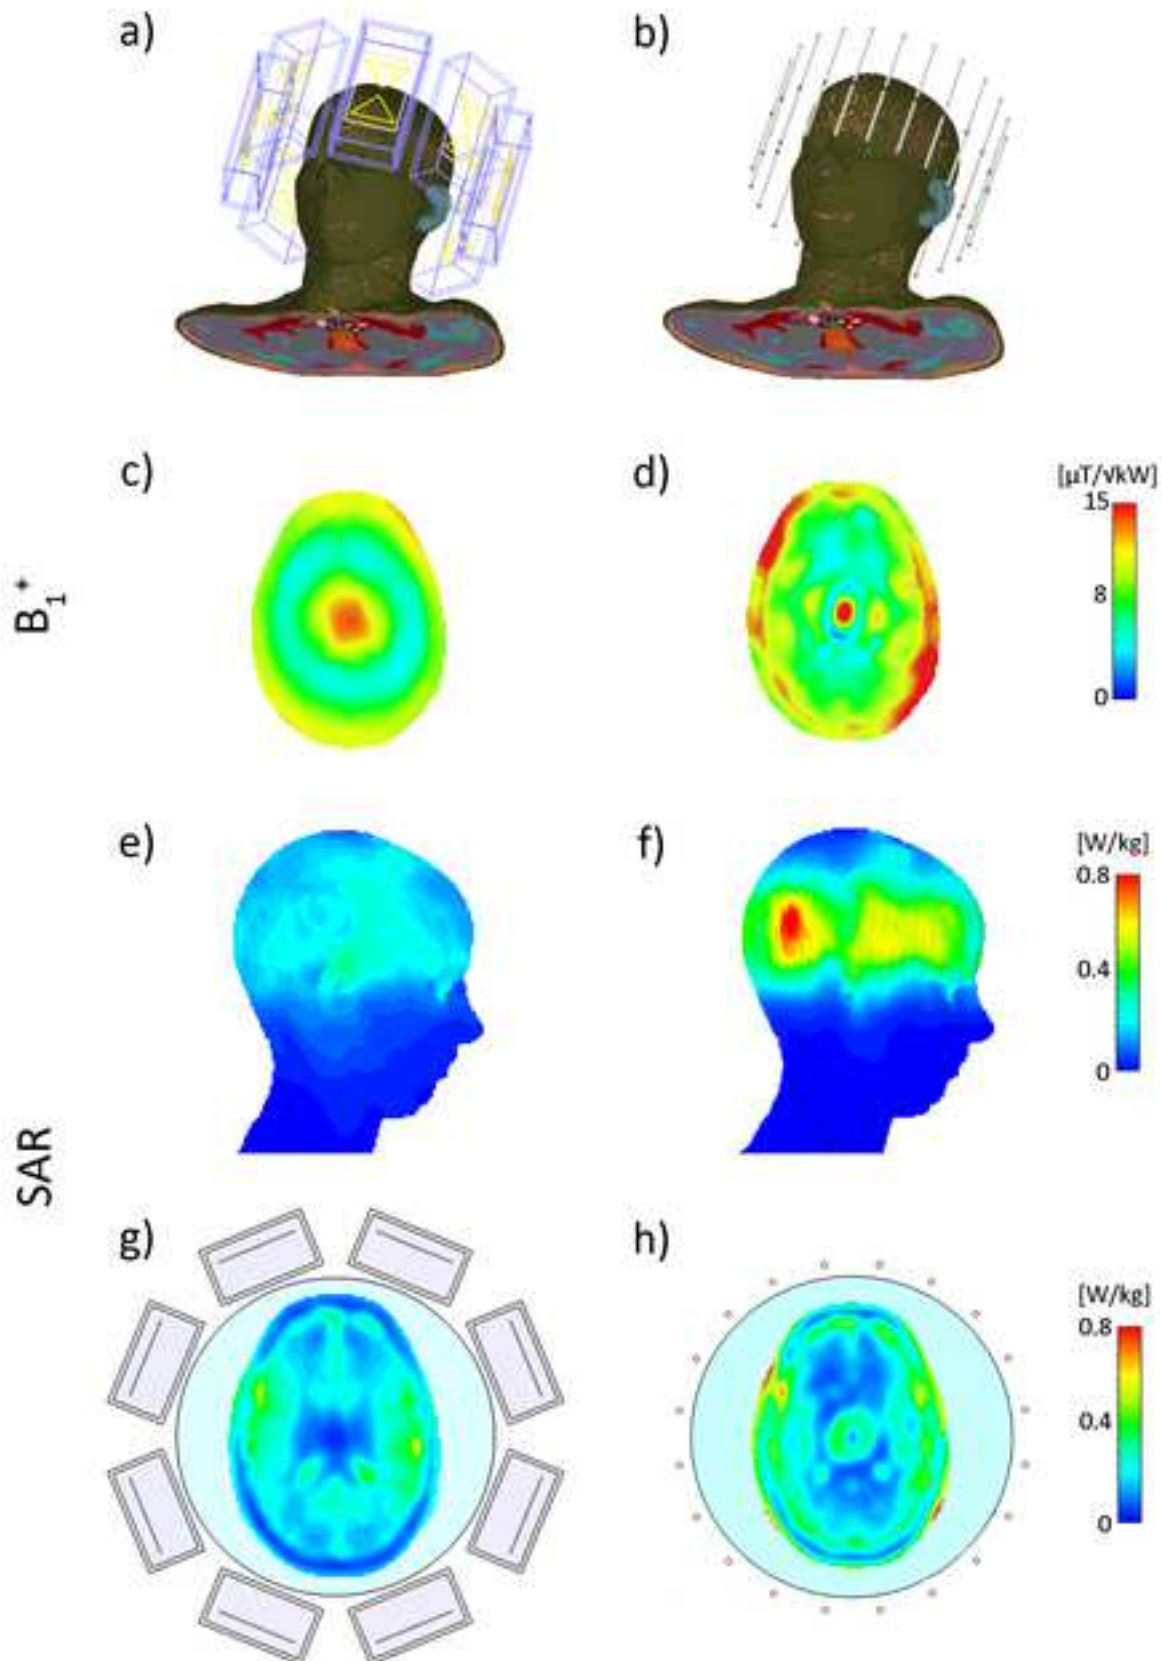 a)
b)
c)
d)
[µT/√kW]
15
8
0
B₁⁺
e)
f)
[W/kg]
0.8
0.4
0
SAR
g)
h)
[W/kg]
0.8
0.4
0